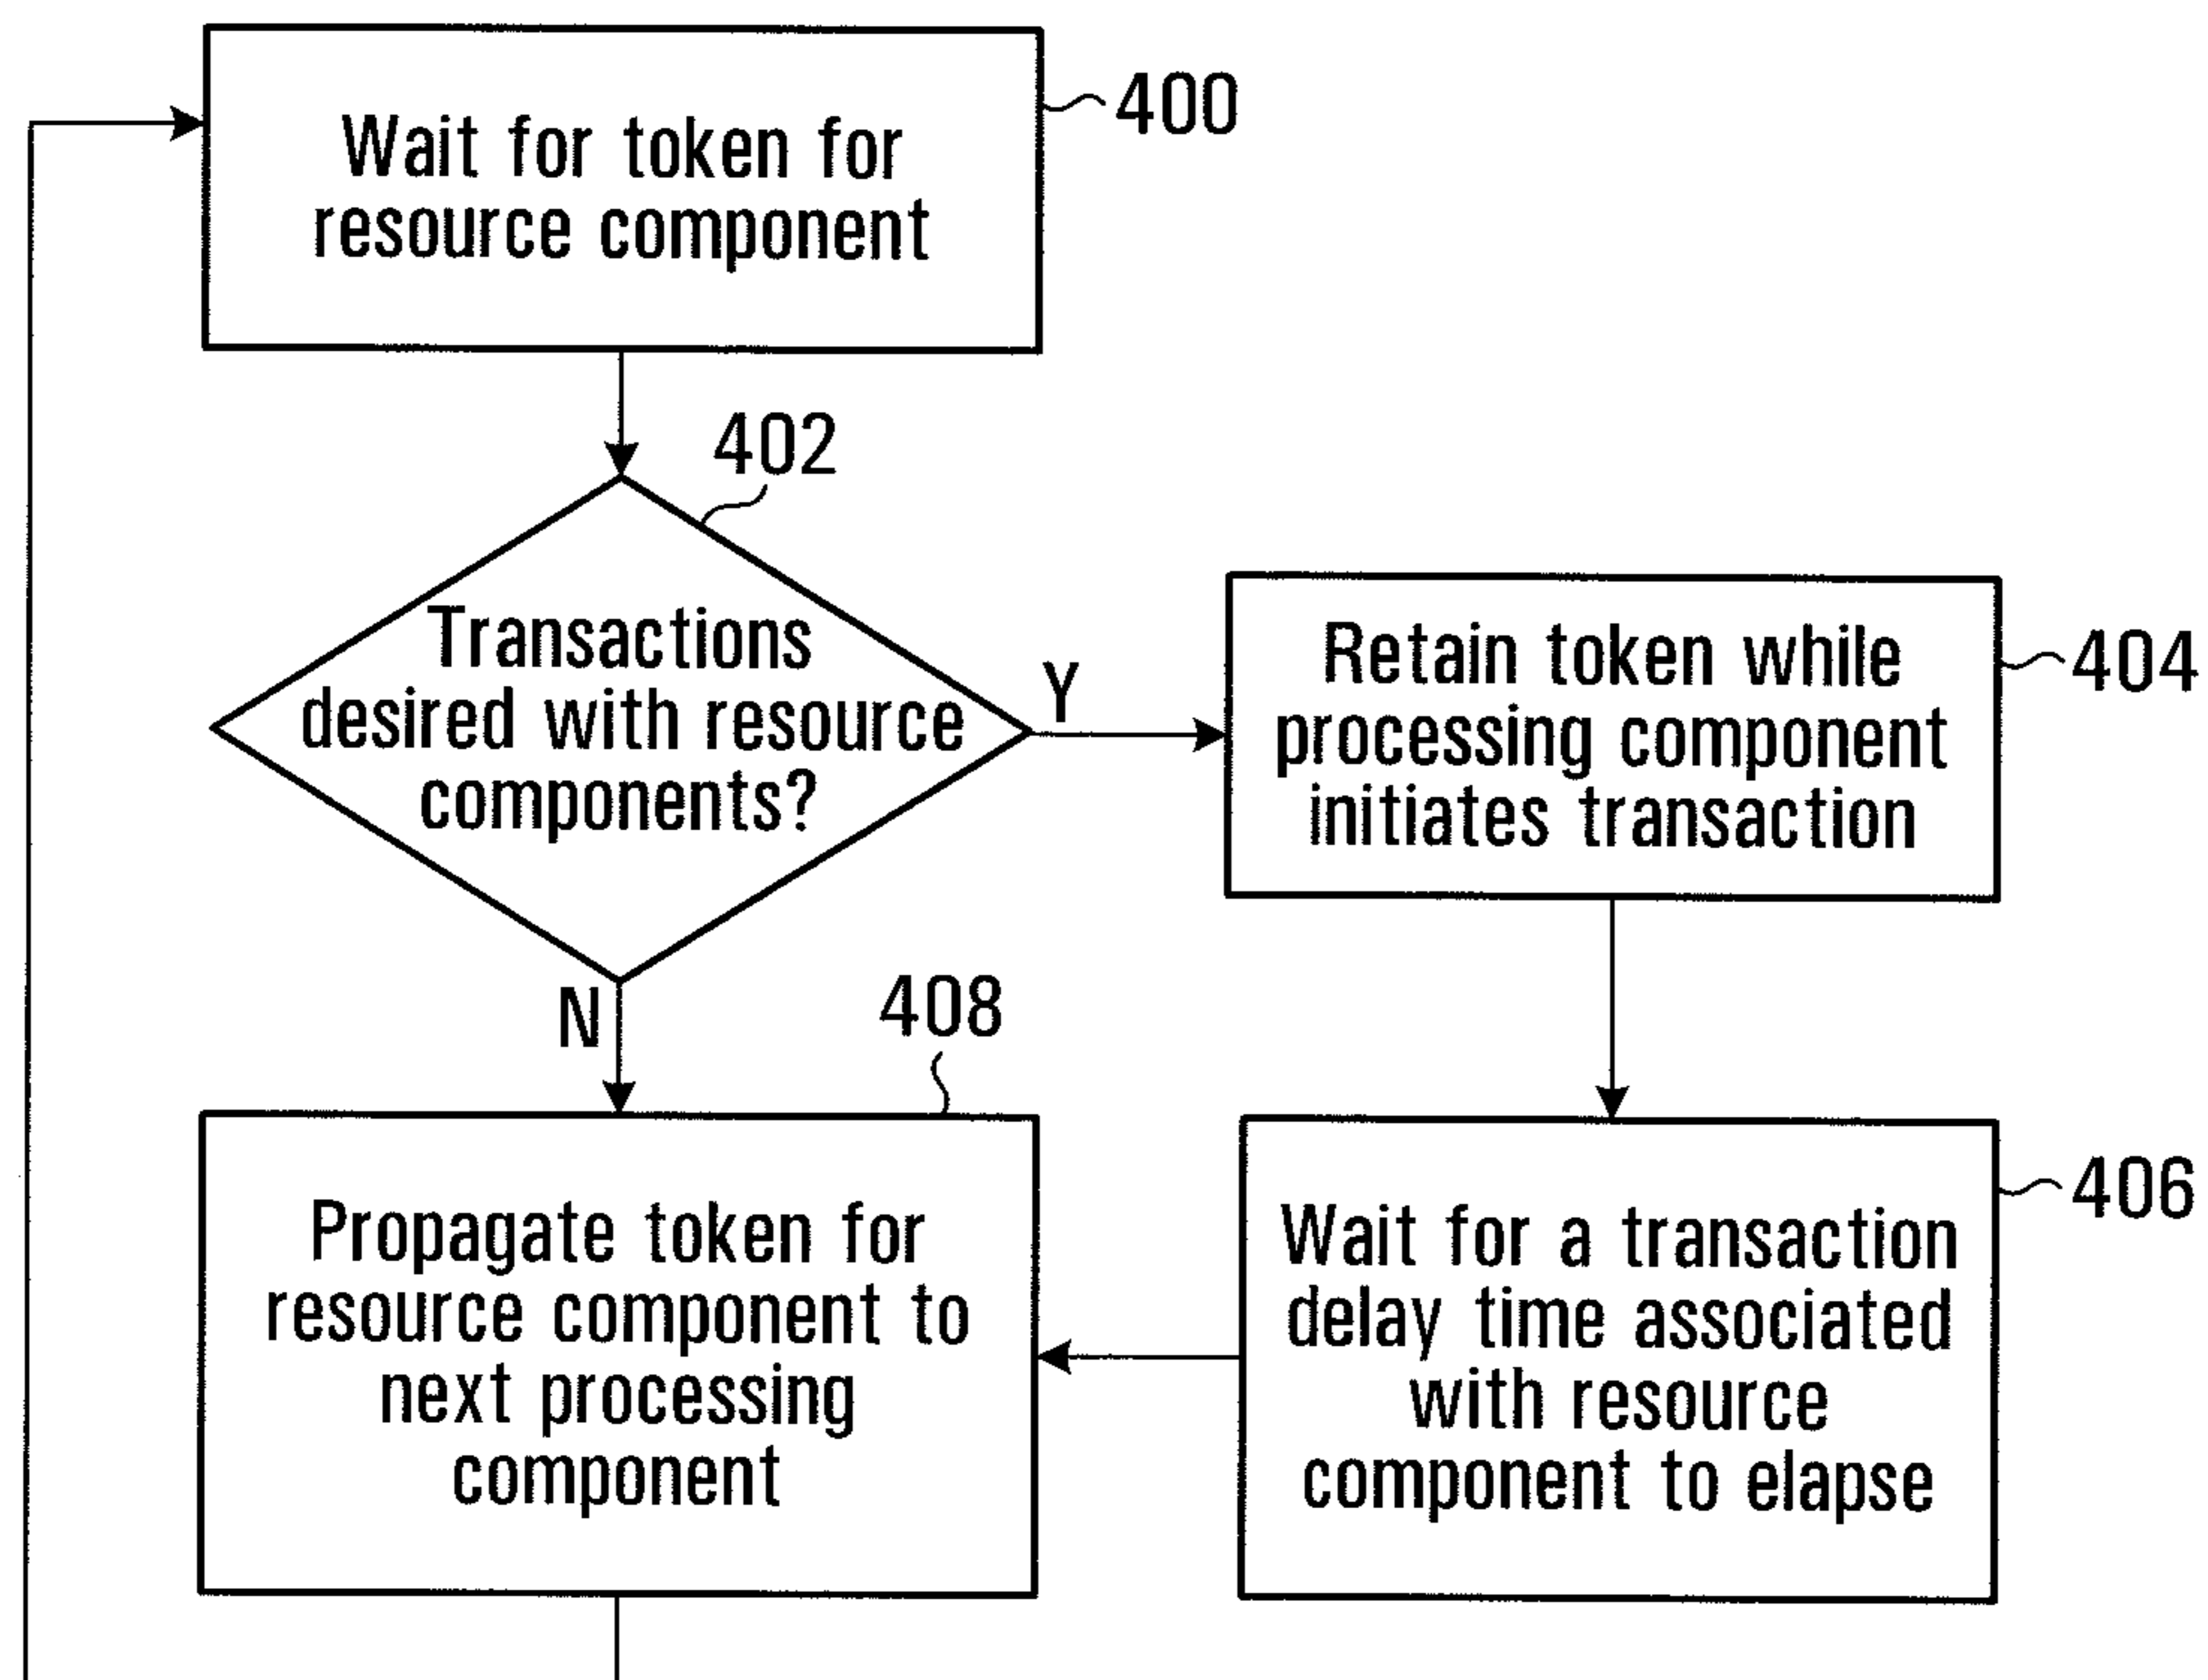 Wait for token for
resource component
400
402
Transactions
desired with resource
components?
Y
Retain token while
processing component
initiates transaction
404
N
408
Propagate token for
resource component to
next processing
component
Wait for a transaction
delay time associated
with resource
component to elapse
406